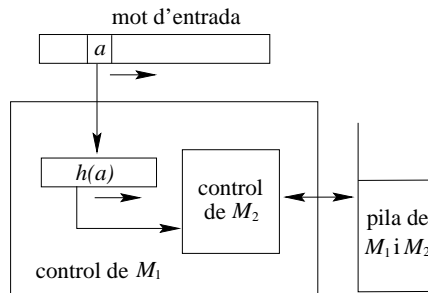 mot d'entrada
a
h(a)
control
de M₂
pila de
M₁ i M₂
control de M₁